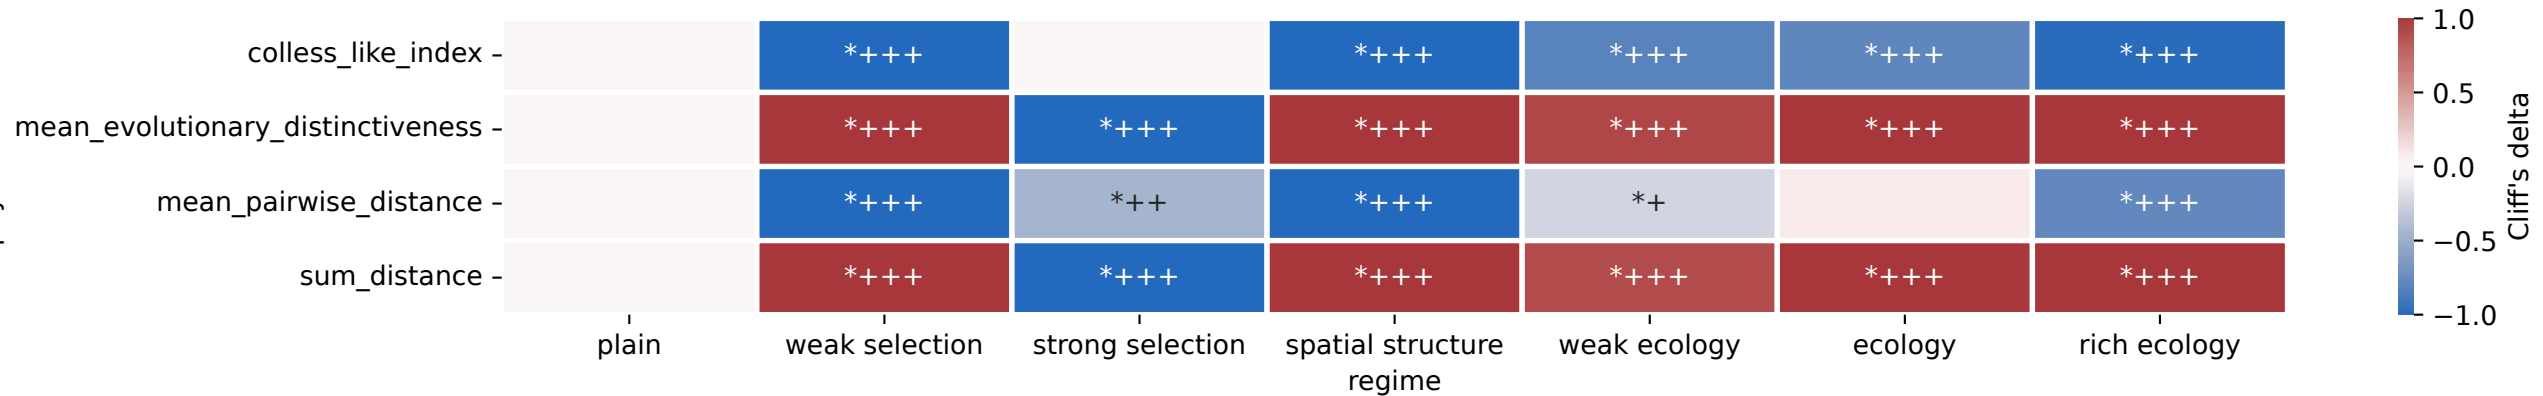 colless_like_index *+++ *+++ *+++ *+++ *+++
mean_evolutionary_distinctiveness *+++ *+++ *+++ *+++ *+++ *+++
mean_pairwise_distance *+++ *++ *+++ *+ *+++
sum_distance *+++ *+++ *+++ *+++ *+++ *+++
plain weak selection strong selection spatial structure weak ecology ecology rich ecology
regime
1.0
0.5
0.0
−0.5
−1.0
Cliff's delta